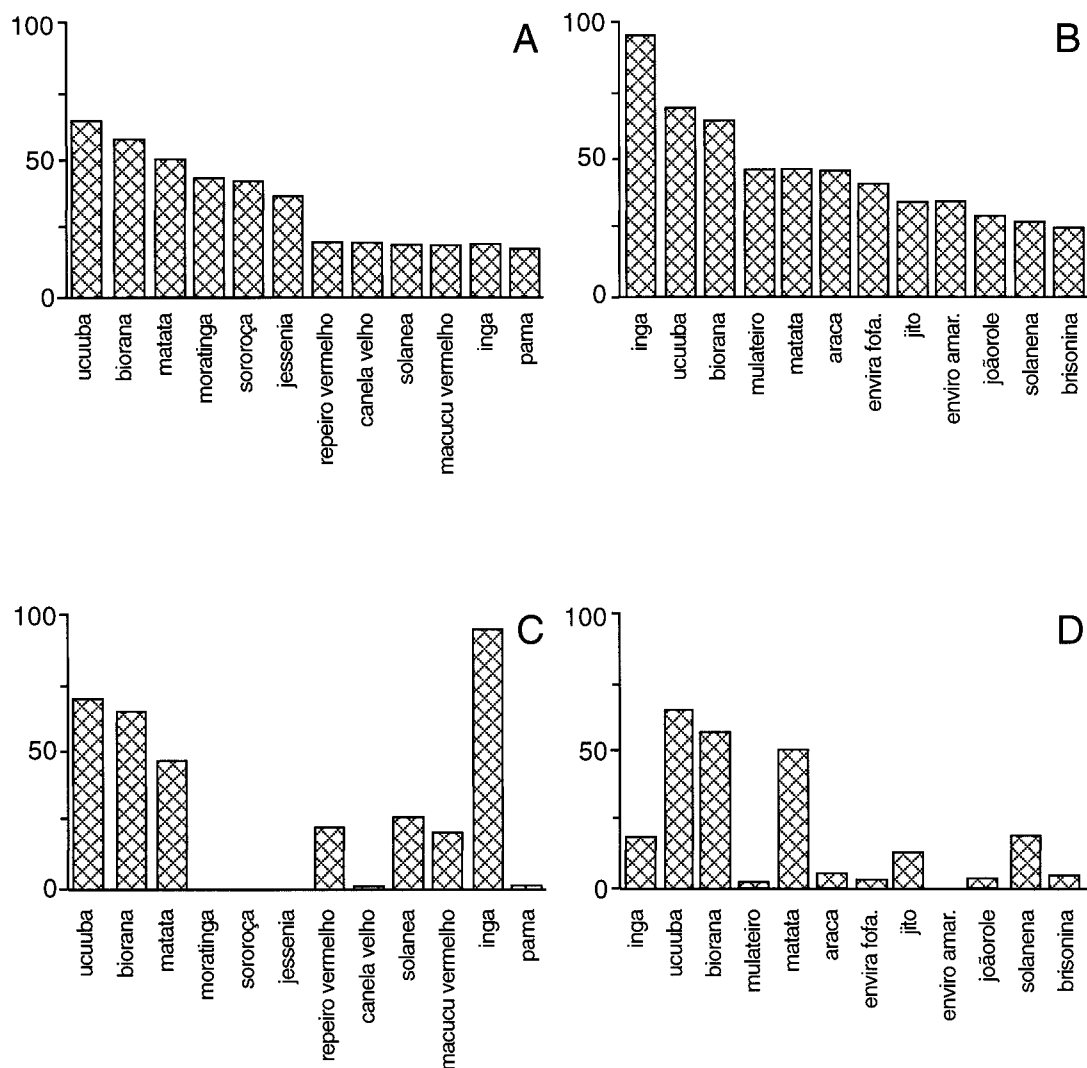 100
50
0
A
ucuuba
biorana
matata
moratinga
sororoça
jessenia
repeiro vermelho
canela velho
solanea
macucu vermelho
inga
pama
100
50
0
B
inga
ucuuba
biorana
mulateiro
matata
araca
envira fofa.
jito
enviro amar.
joãorole
solanena
brisonina
100
50
0
C
ucuuba
biorana
matata
moratinga
sororoça
jessenia
repeiro vermelho
canela velho
solanea
macucu vermelho
inga
pama
100
50
0
D
inga
ucuuba
biorana
mulateiro
matata
araca
envira fofa.
jito
enviro amar.
joãorole
solanena
brisonina